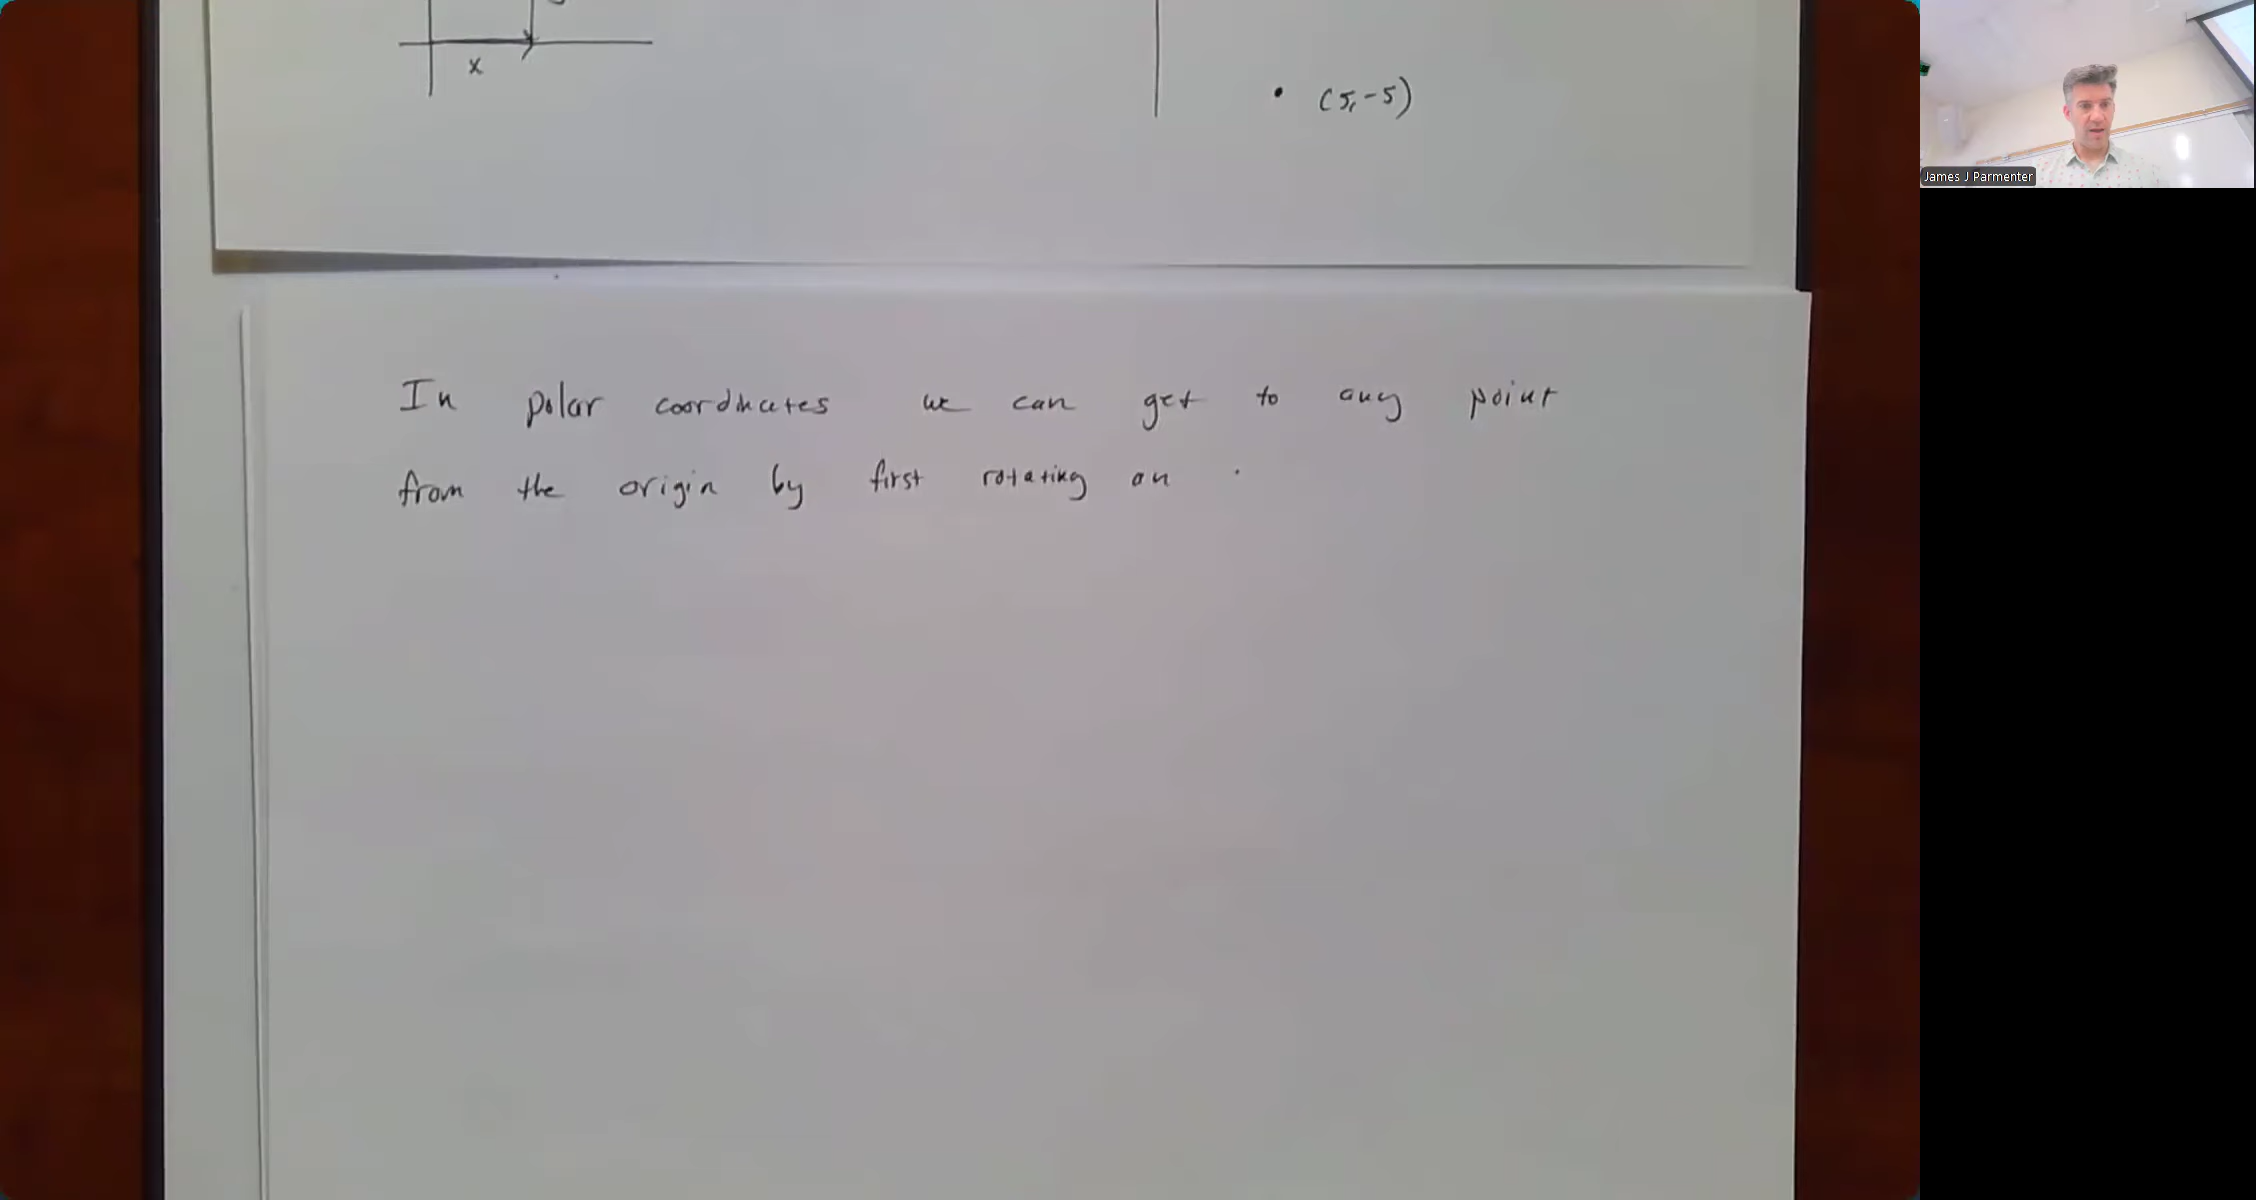 x
(5,-5)
In polar coordinates we can get to any point
from the origin by first rotating an
James J Parmenter